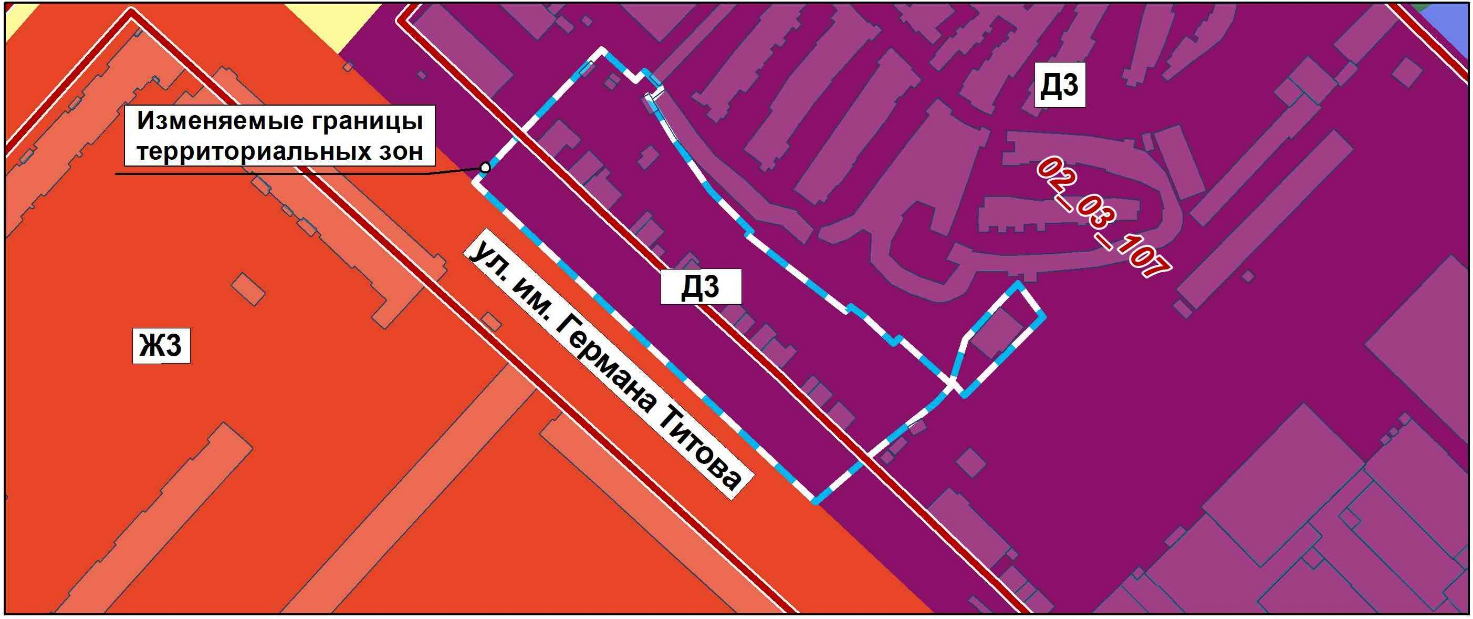 Д3
Изменяемые границы
территориальных зон
02_03_107
Д3
ул. им. Германа Титова
Ж3